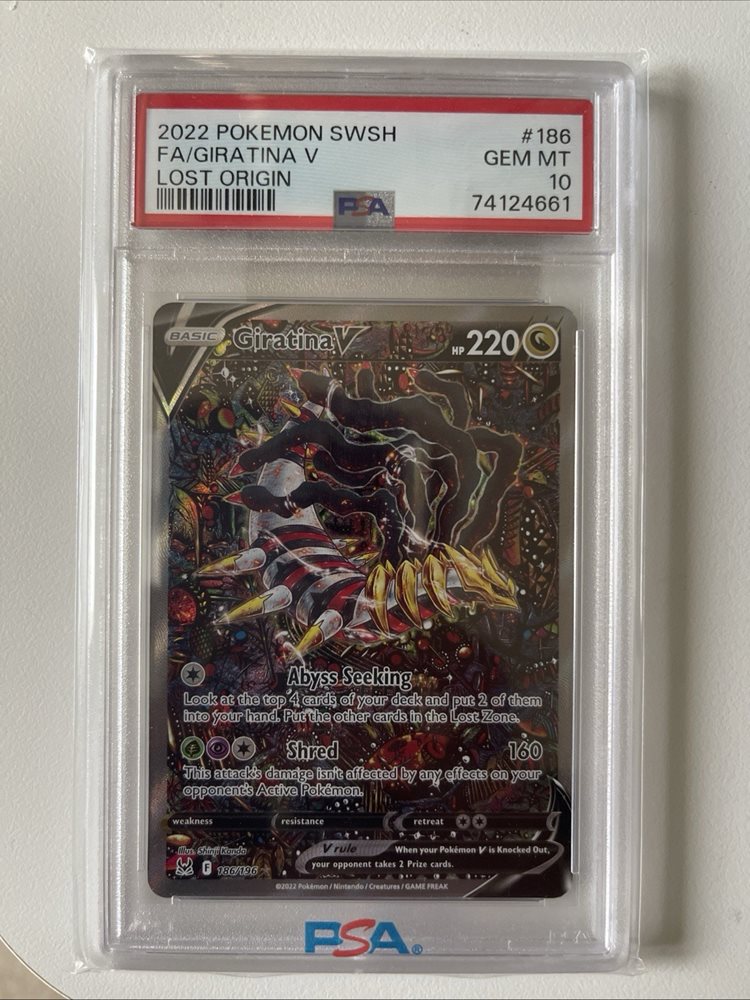 2022 POKEMON SWSH #186
FA/GIRATINA V GEM MT
LOST ORIGIN 10
PSA 74124661
BASIC Giratina V HP 220
Abyss Seeking
Look at the top 4 cards of your deck and put 2 of them
into your hand. Put the other cards in the Lost Zone.
Shred 160
This attack's damage isn't affected by any effects on your
opponent's Active Pokémon.
weakness resistance retreat
Illus. Shinji Kanda
V rule When your Pokémon V is Knocked Out,
your opponent takes 2 Prize cards.
F 186/196
©2022 Pokémon / Nintendo / Creatures / GAME FREAK
PSA®